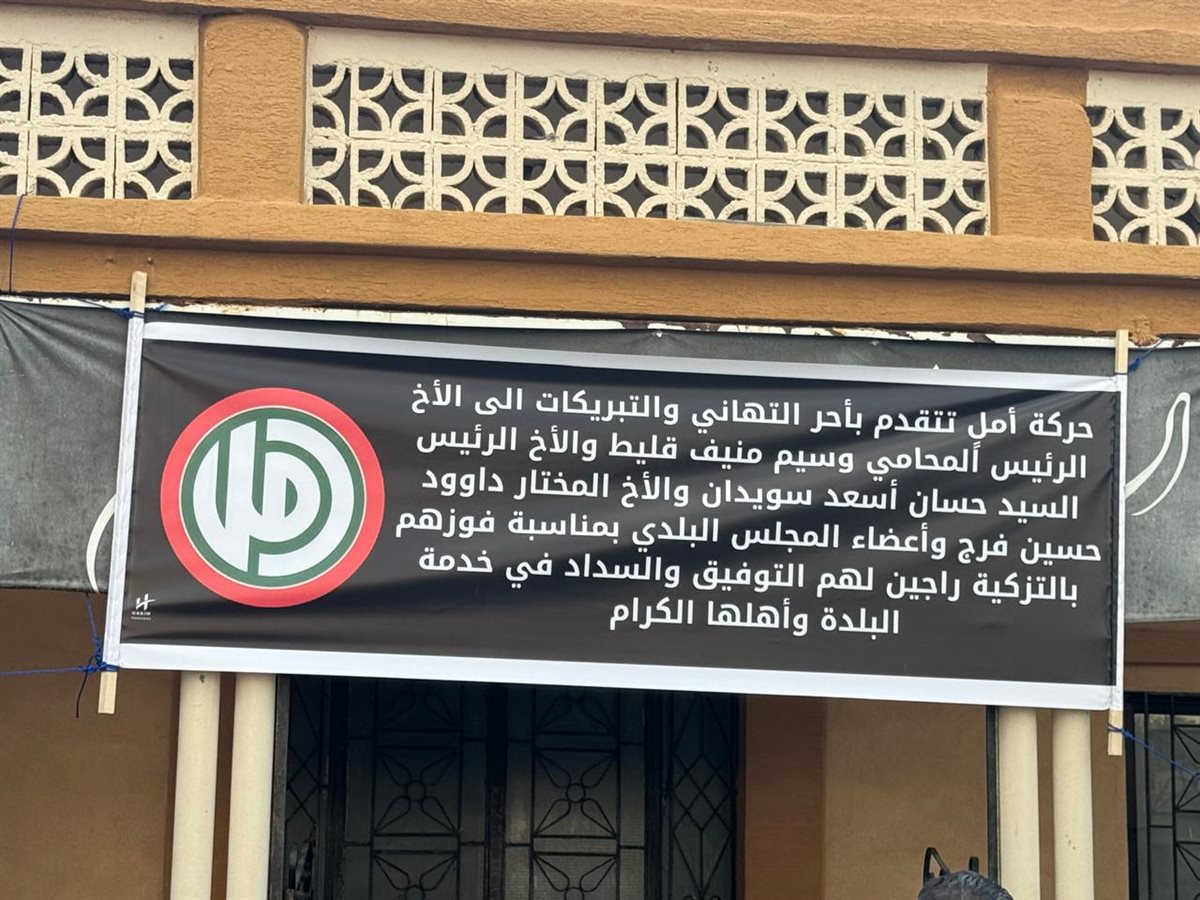 حركة أمل تتقدم بأحر التهاني والتبريكات الى الأخ
الرئيس المحامي وسيم منيف قليط والأخ الرئيس
السيد حسان أسعد سويدان والأخ المختار داوود
حسين فرج وأعضاء المجلس البلدي بمناسبة فوزهم
بالتزكية راجين لهم التوفيق والسداد في خدمة
البلدة وأهلها الكرام
أمل
HAKIM